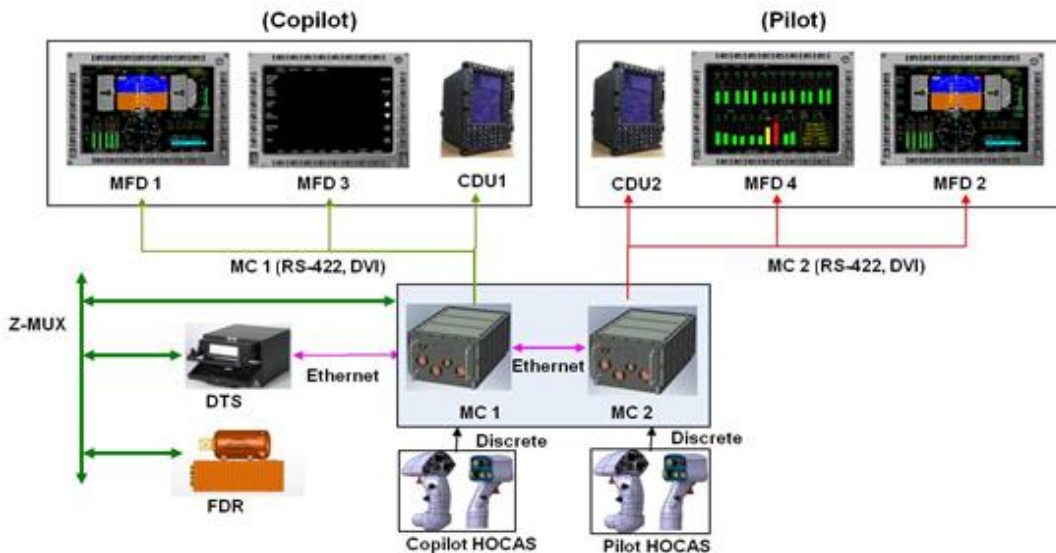 (Copilot)
(Pilot)
MFD 1
MFD 3
CDU1
CDU2
MFD 4
MFD 2
MC 1 (RS-422, DVI)
MC 2 (RS-422, DVI)
Z-MUX
Ethernet
Ethernet
DTS
MC 1
MC 2
Discrete
Discrete
FDR
Copilot HOCAS
Pilot HOCAS